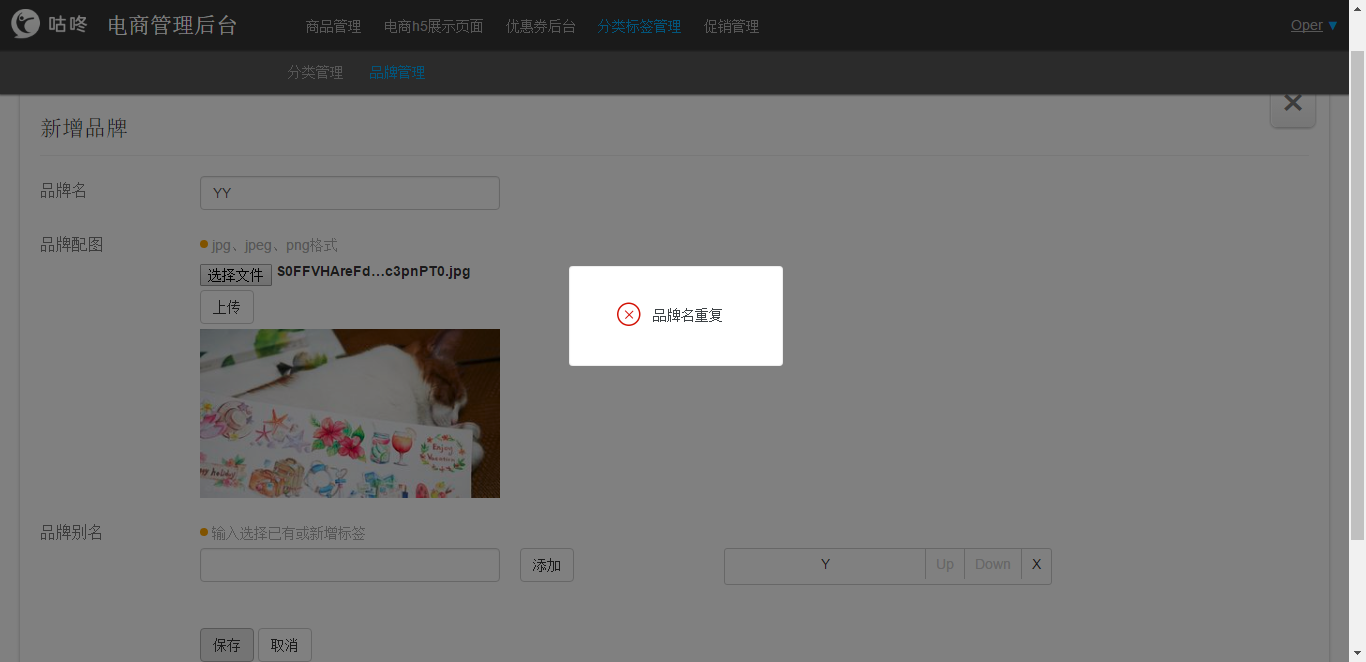 咕咚 电商管理后台 商品管理 电商h5展示页面 优惠券后台 分类标签管理 促销管理 Oper ▼
分类管理 品牌管理
新增品牌
品牌名 YY
品牌配图 jpg、jpeg、png格式
选择文件 S0FFVHAreFd...c3pnPT0.jpg
上传
品牌名重复
Enjoy
holiday
品牌别名 输入选择已有或新增标签
添加 Y Up Down X
保存 取消